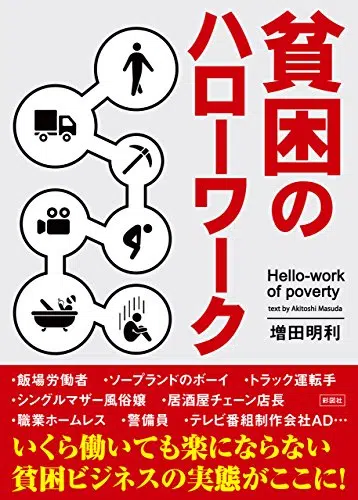 貧困の
ハローワーク
Hello-work
of poverty
text by Akitoshi Masuda
増田明利
彩図社
・飯場労働者 ・ソープランドのボーイ ・トラック運転手
・シングルマザー風俗嬢 ・居酒屋チェーン店長
・職業ホームレス ・警備員 ・テレビ番組制作会社AD…
いくら働いても楽にならない
貧困ビジネスの実態がここに!